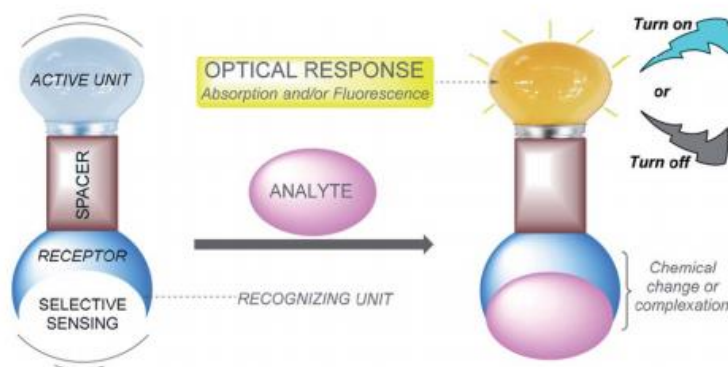 ACTIVE UNIT
SPACER
RECEPTOR
SELECTIVE
SENSING
OPTICAL RESPONSE
Absorption and/or Fluorescence
ANALYTE
RECOGNIZING UNIT
Turn on
or
Turn off
Chemical
change or
complexation